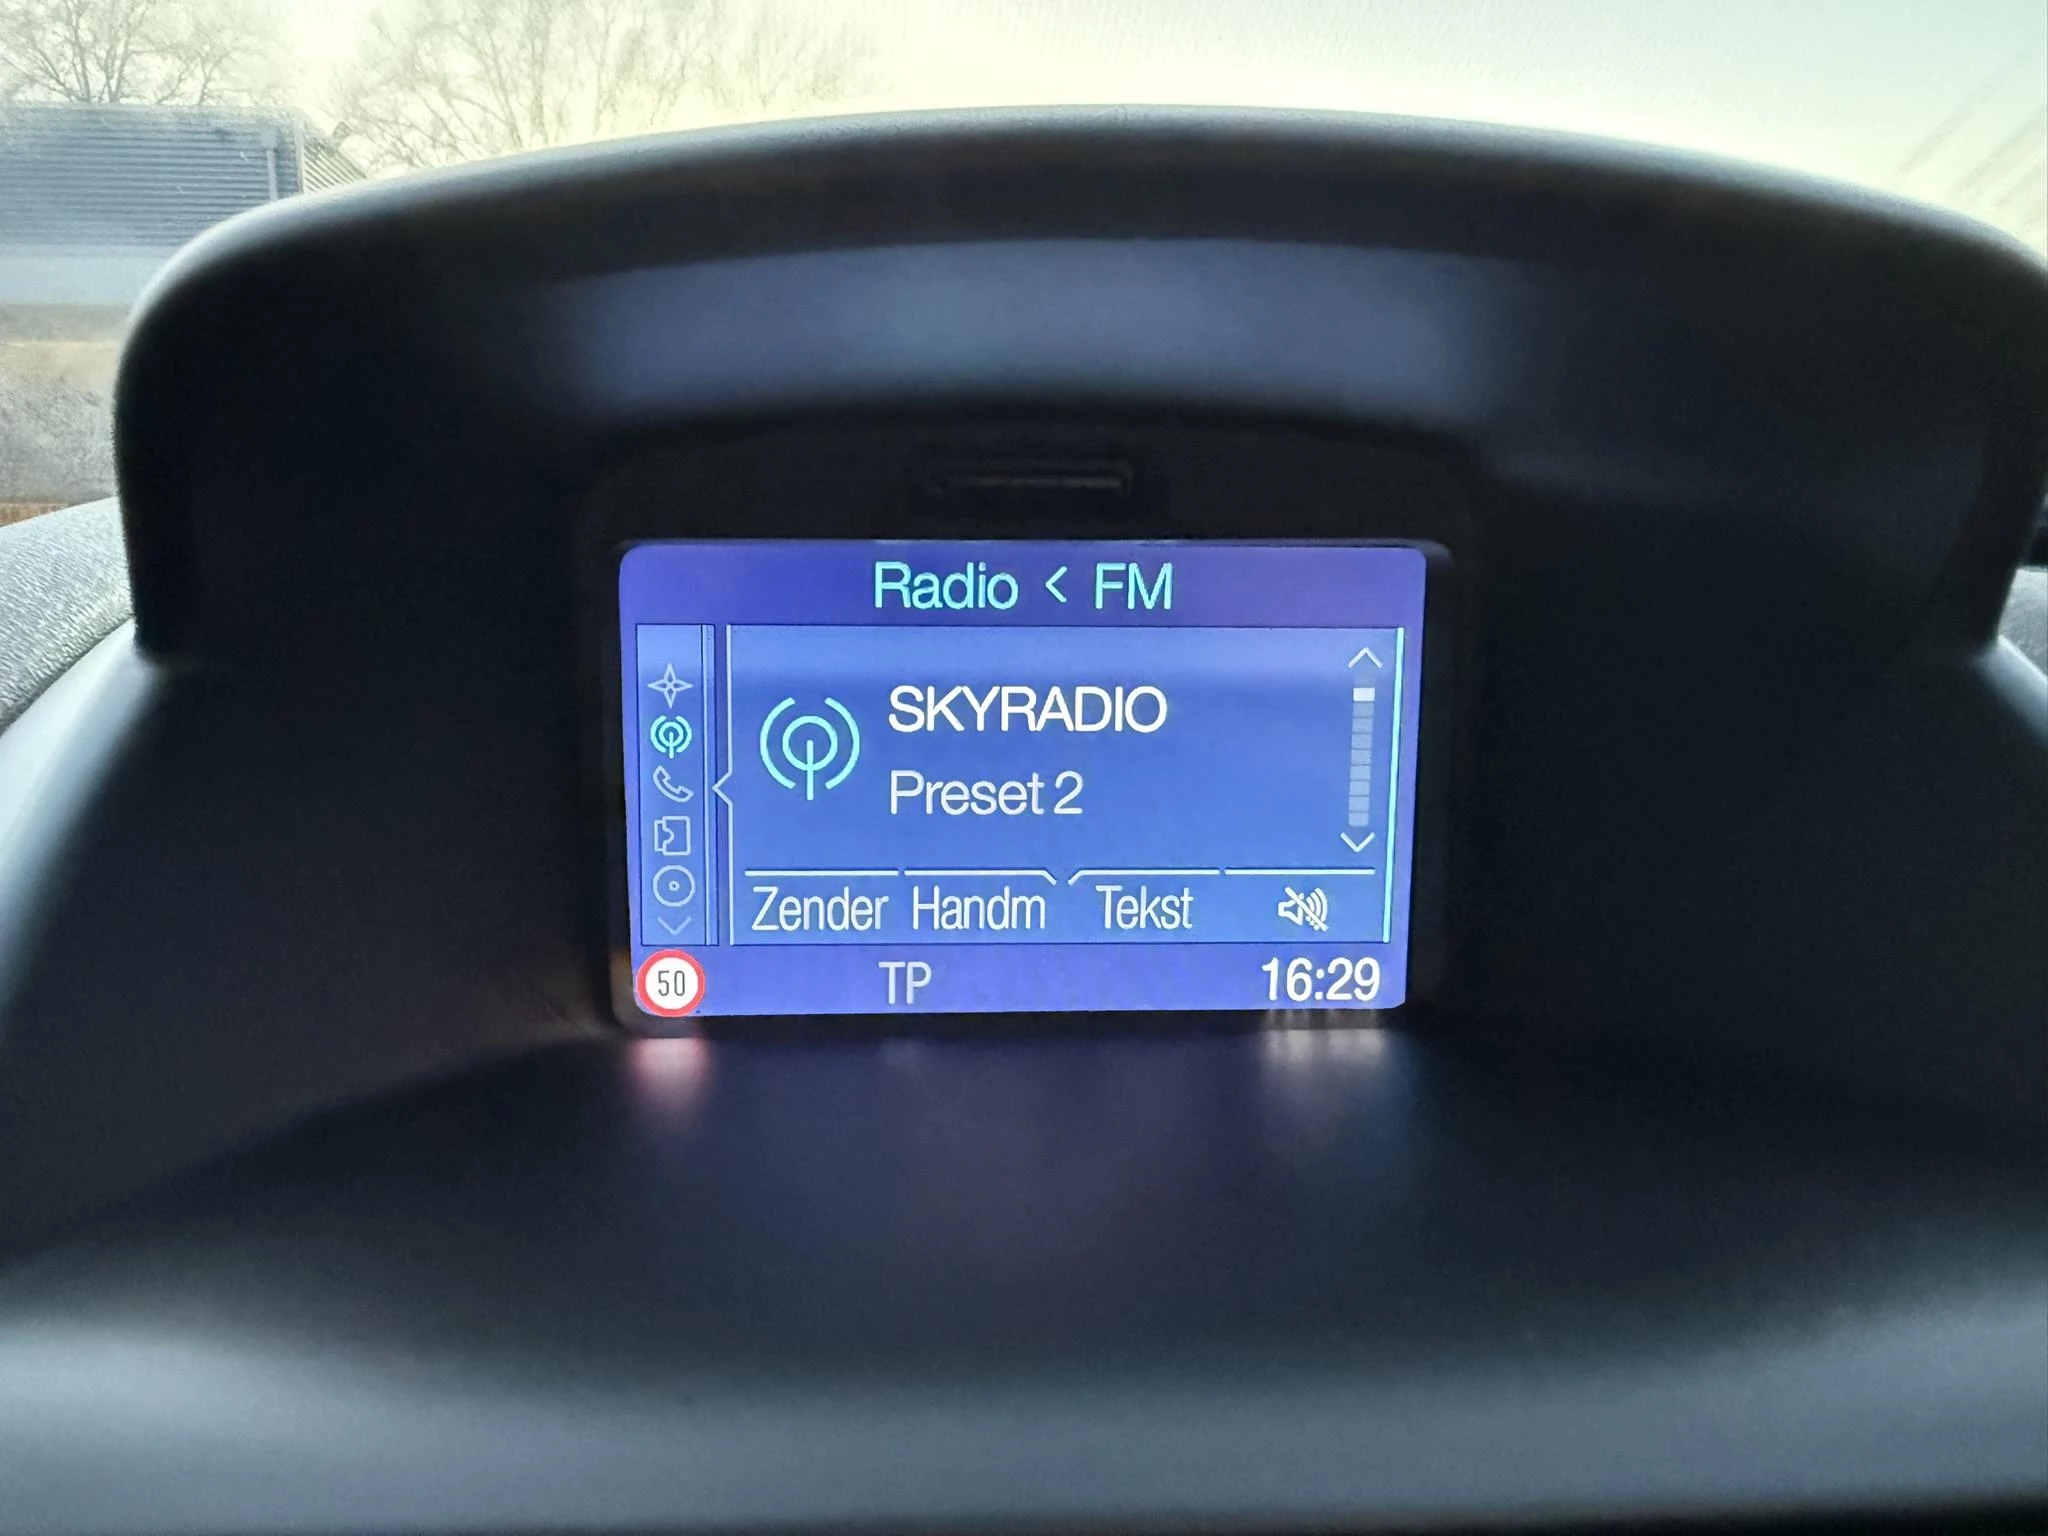 Radio < FM
SKYRADIO
Preset 2
Zender Handm Tekst
50 TP 16:29